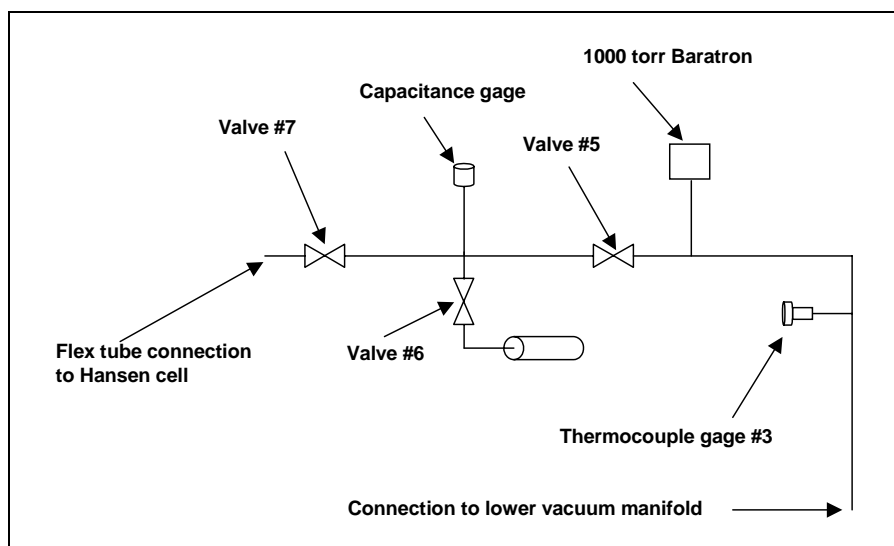 1000 torr Baratron
Capacitance gage
Valve #7
Valve #5
Flex tube connection
to Hansen cell
Valve #6
Thermocouple gage #3
Connection to lower vacuum manifold